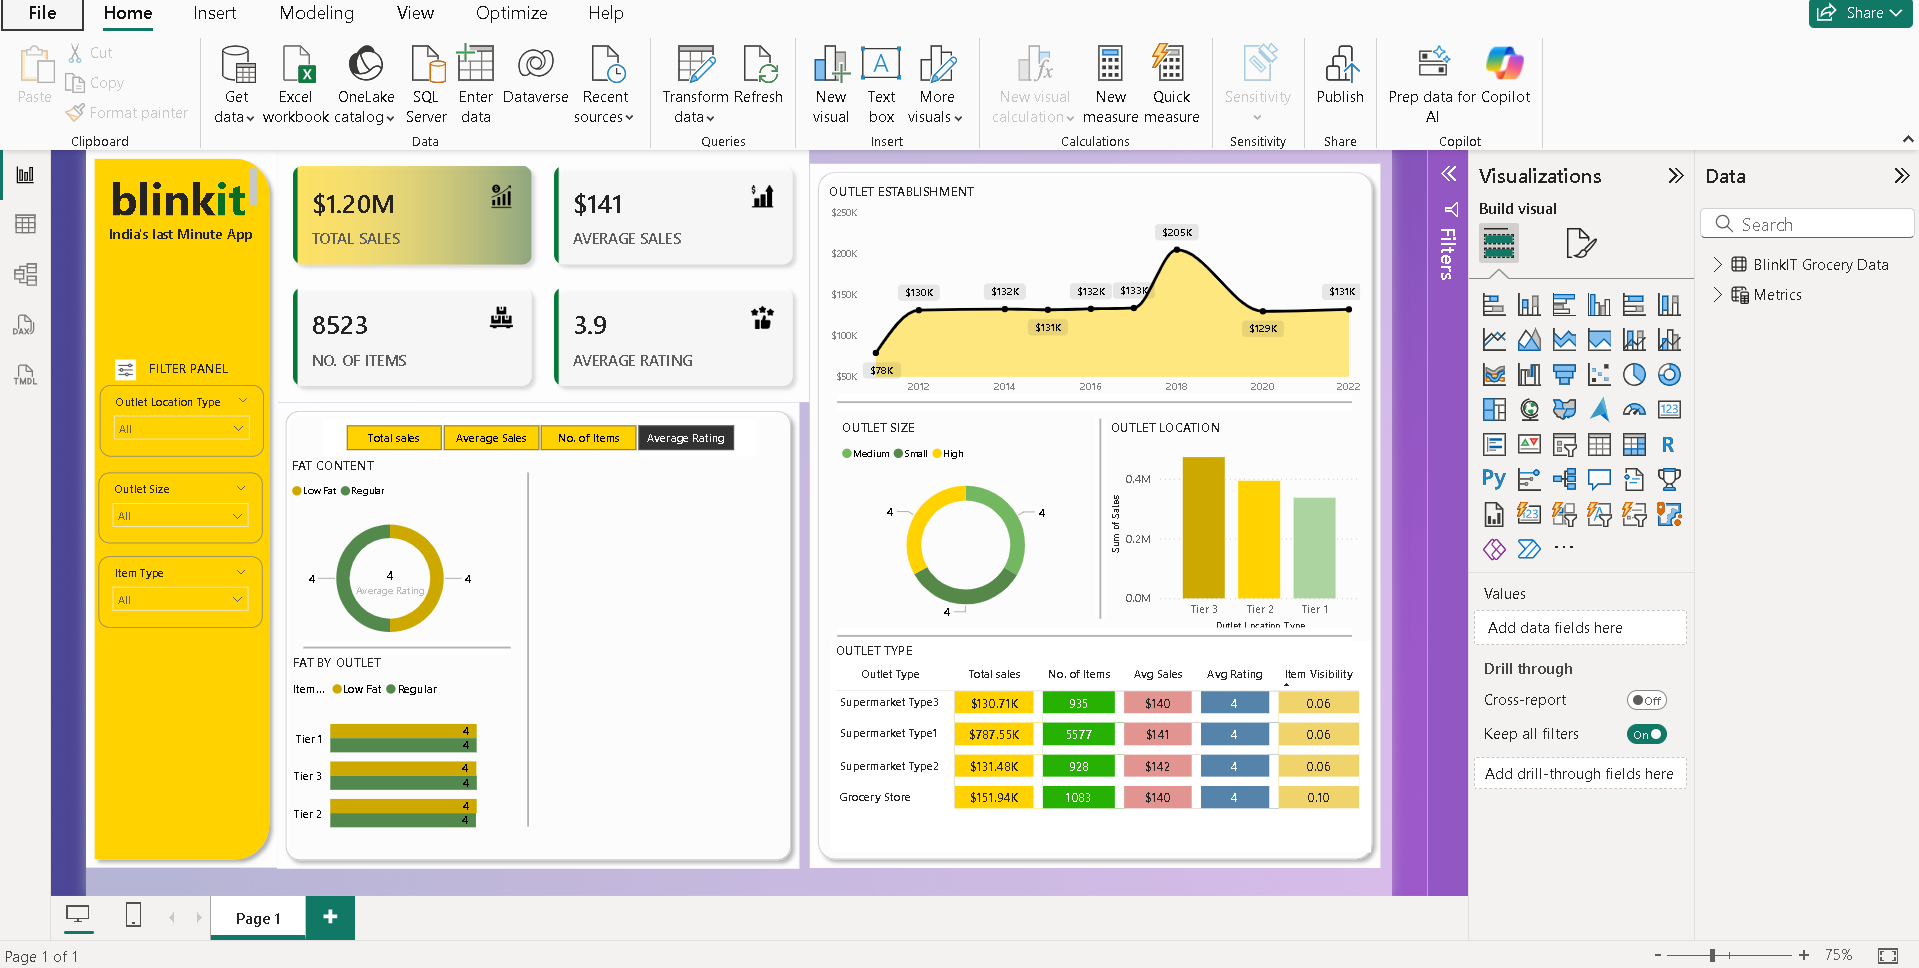 File Home Insert Modeling View Optimize Help Share
Paste
Cut
Copy
Format painter
Clipboard
Get data
Excel workbook
OneLake catalog
SQL Server
Enter data
Dataverse
Recent sources
Data
Transform data
Refresh
Queries
New visual
Text box
More visuals
Insert
New visual calculation
New measure
Quick measure
Calculations
Sensitivity
Sensitivity
Publish
Share
Prep data for AI
Copilot
Copilot
DAX
TMDL
blinkit
India's last Minute App
FILTER PANEL
Outlet Location Type
All
Outlet Size
All
Item Type
All
$1.20M
TOTAL SALES
$141
AVERAGE SALES
8523
NO. OF ITEMS
3.9
AVERAGE RATING
Total sales Average Sales No. of Items Average Rating
FAT CONTENT
Low Fat Regular
4 4 4
Average Rating
FAT BY OUTLET
Item... Low Fat Regular
Tier 1 4
4
Tier 3 4
4
Tier 2 4
4
OUTLET ESTABLISHMENT
$250K
$200K
$150K
$100K
$50K
$78K $130K $132K $131K $132K $133K $205K $129K $131K
2012 2014 2016 2018 2020 2022
OUTLET SIZE
Medium Small High
4 4
4
OUTLET LOCATION
Sum of Sales
0.4M
0.2M
0.0M
Tier 3 Tier 2 Tier 1
Outlet Location Type
OUTLET TYPE
Outlet Type Total sales No. of Items Avg Sales Avg Rating Item Visibility
Supermarket Type3 $130.71K 935 $140 4 0.06
Supermarket Type1 $787.55K 5577 $141 4 0.06
Supermarket Type2 $131.48K 928 $142 4 0.06
Grocery Store $151.94K 1083 $140 4 0.10
Filters
Visualizations
Build visual
123
R
Py
123
Values
Add data fields here
Drill through
Cross-report Off
Keep all filters On
Add drill-through fields here
Data
Search
BlinkIT Grocery Data
Metrics
Page 1
Page 1 of 1
75%